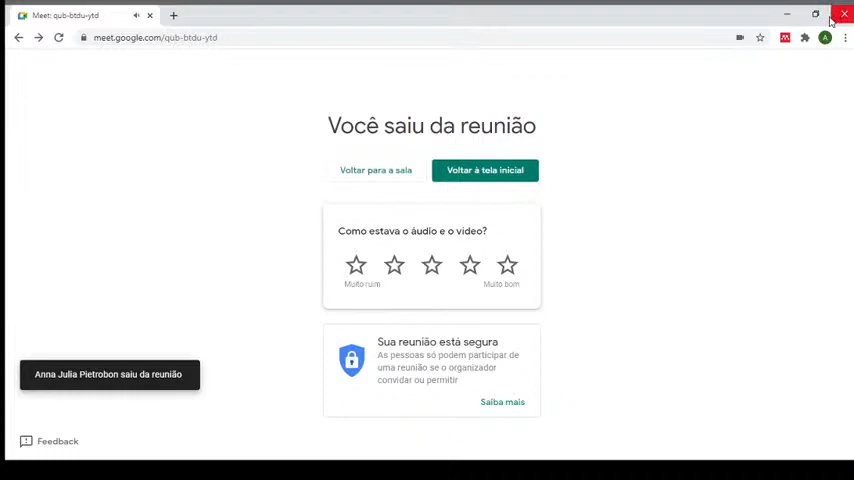 Meet: qub-btdu-ytd
meet.google.com/qub-btdu-ytd
A
Você saiu da reunião
Voltar para a sala
Voltar à tela inicial
Como estava o áudio e o vídeo?
Muito ruim
Muito bom
Sua reunião está segura
As pessoas só podem participar de
uma reunião se o organizador
convidar ou permitir
Saiba mais
Anna Julia Pietrobon saiu da reunião
Feedback